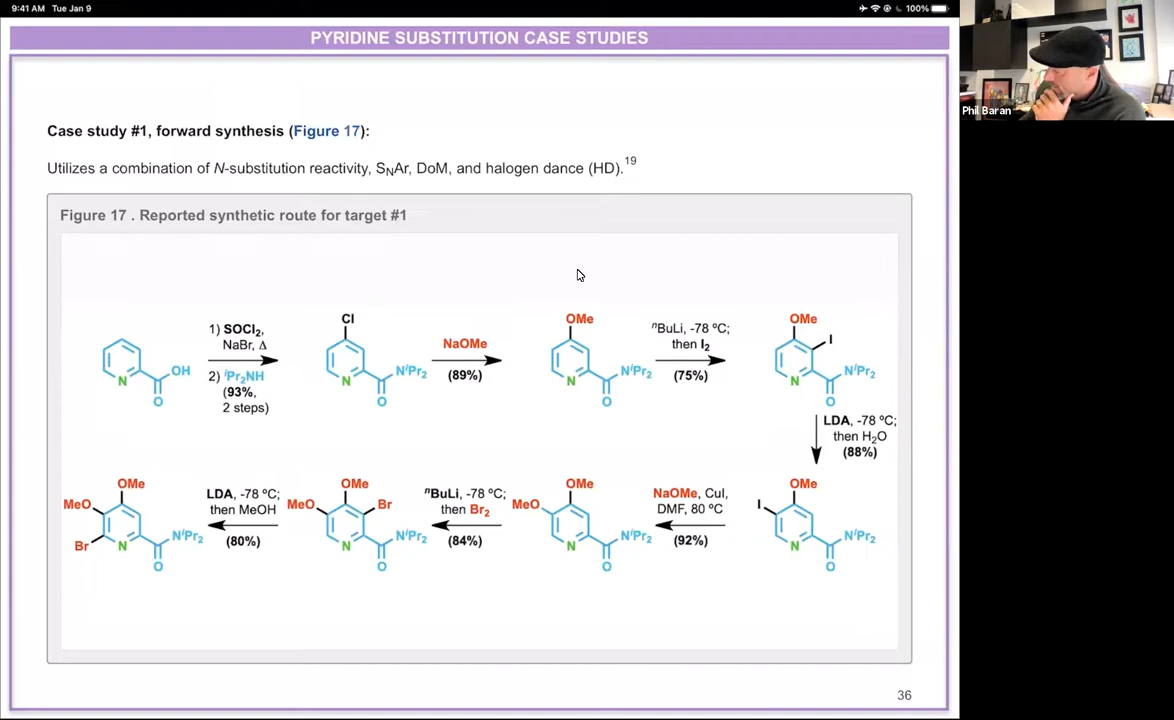 9:41 AM Tue Jan 9
100%
PYRIDINE SUBSTITUTION CASE STUDIES
Phil Baran
Case study #1, forward synthesis (Figure 17):
Utilizes a combination of N-substitution reactivity, SNAr, DoM, and halogen dance (HD).19
Figure 17 . Reported synthetic route for target #1
N
OH
O
1) SOCl2,
NaBr, Δ
2) iPr2NH
(93%,
2 steps)
Cl
N
NiPr2
O
NaOMe
(89%)
OMe
N
NiPr2
O
nBuLi, -78 ºC;
then I2
(75%)
OMe
I
N
NiPr2
O
LDA, -78 ºC;
then H2O
(88%)
OMe
I
N
NiPr2
O
NaOMe, CuI,
DMF, 80 ºC
(92%)
OMe
MeO
N
NiPr2
O
nBuLi, -78 ºC;
then Br2
(84%)
OMe
MeO
Br
N
NiPr2
O
LDA, -78 ºC;
then MeOH
(80%)
OMe
MeO
Br
N
NiPr2
O
36